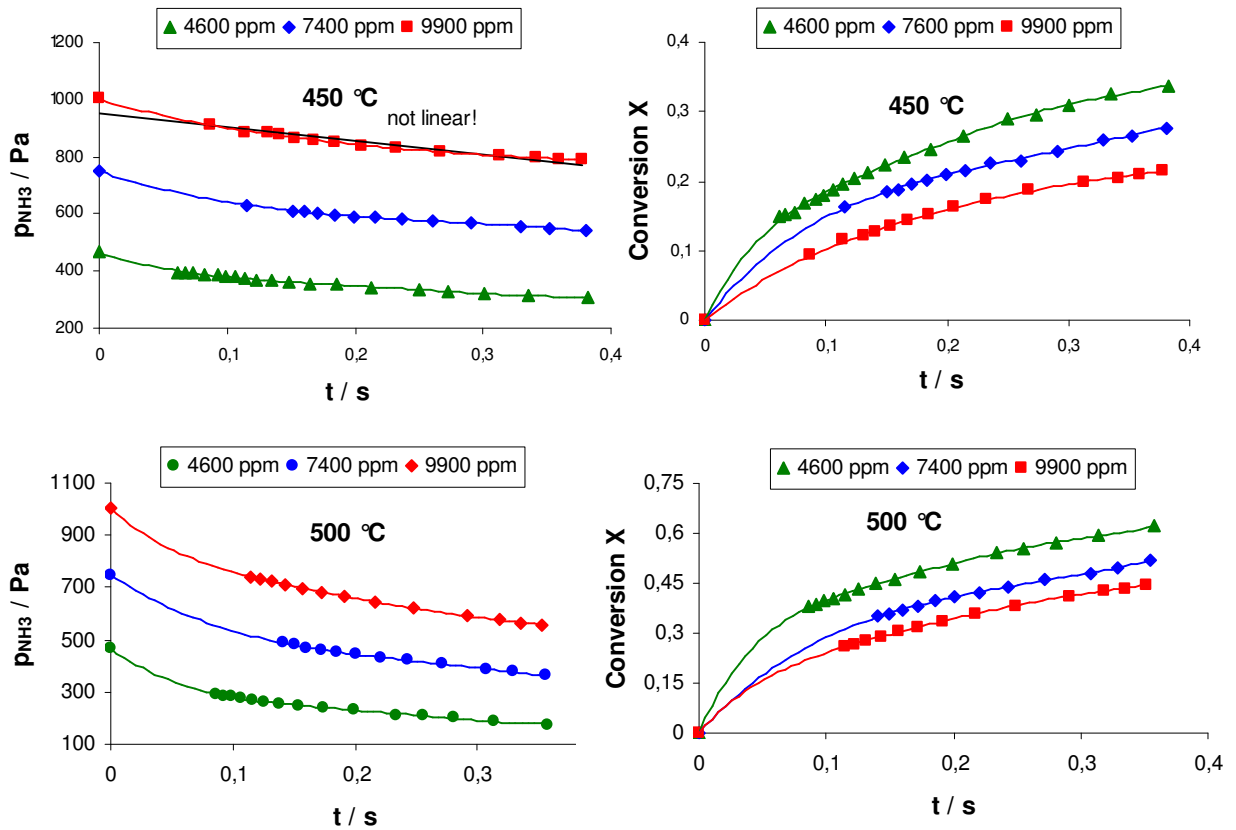 4600 ppm 7400 ppm 9900 ppm
1200
1000
800
600
400
200
pNH3 / Pa
450 °C
not linear!
0 0,1 0,2 0,3 0,4
t / s
4600 ppm 7600 ppm 9900 ppm
0,4
0,3
0,2
0,1
0
Conversion X
450 °C
0 0,1 0,2 0,3 0,4
t / s
4600 ppm 7400 ppm 9900 ppm
1100
900
700
500
300
100
pNH3 / Pa
500 °C
0 0,1 0,2 0,3
t / s
4600 ppm 7400 ppm 9900 ppm
0,75
0,6
0,45
0,3
0,15
0
Conversion X
500 °C
0 0,1 0,2 0,3 0,4
t / s